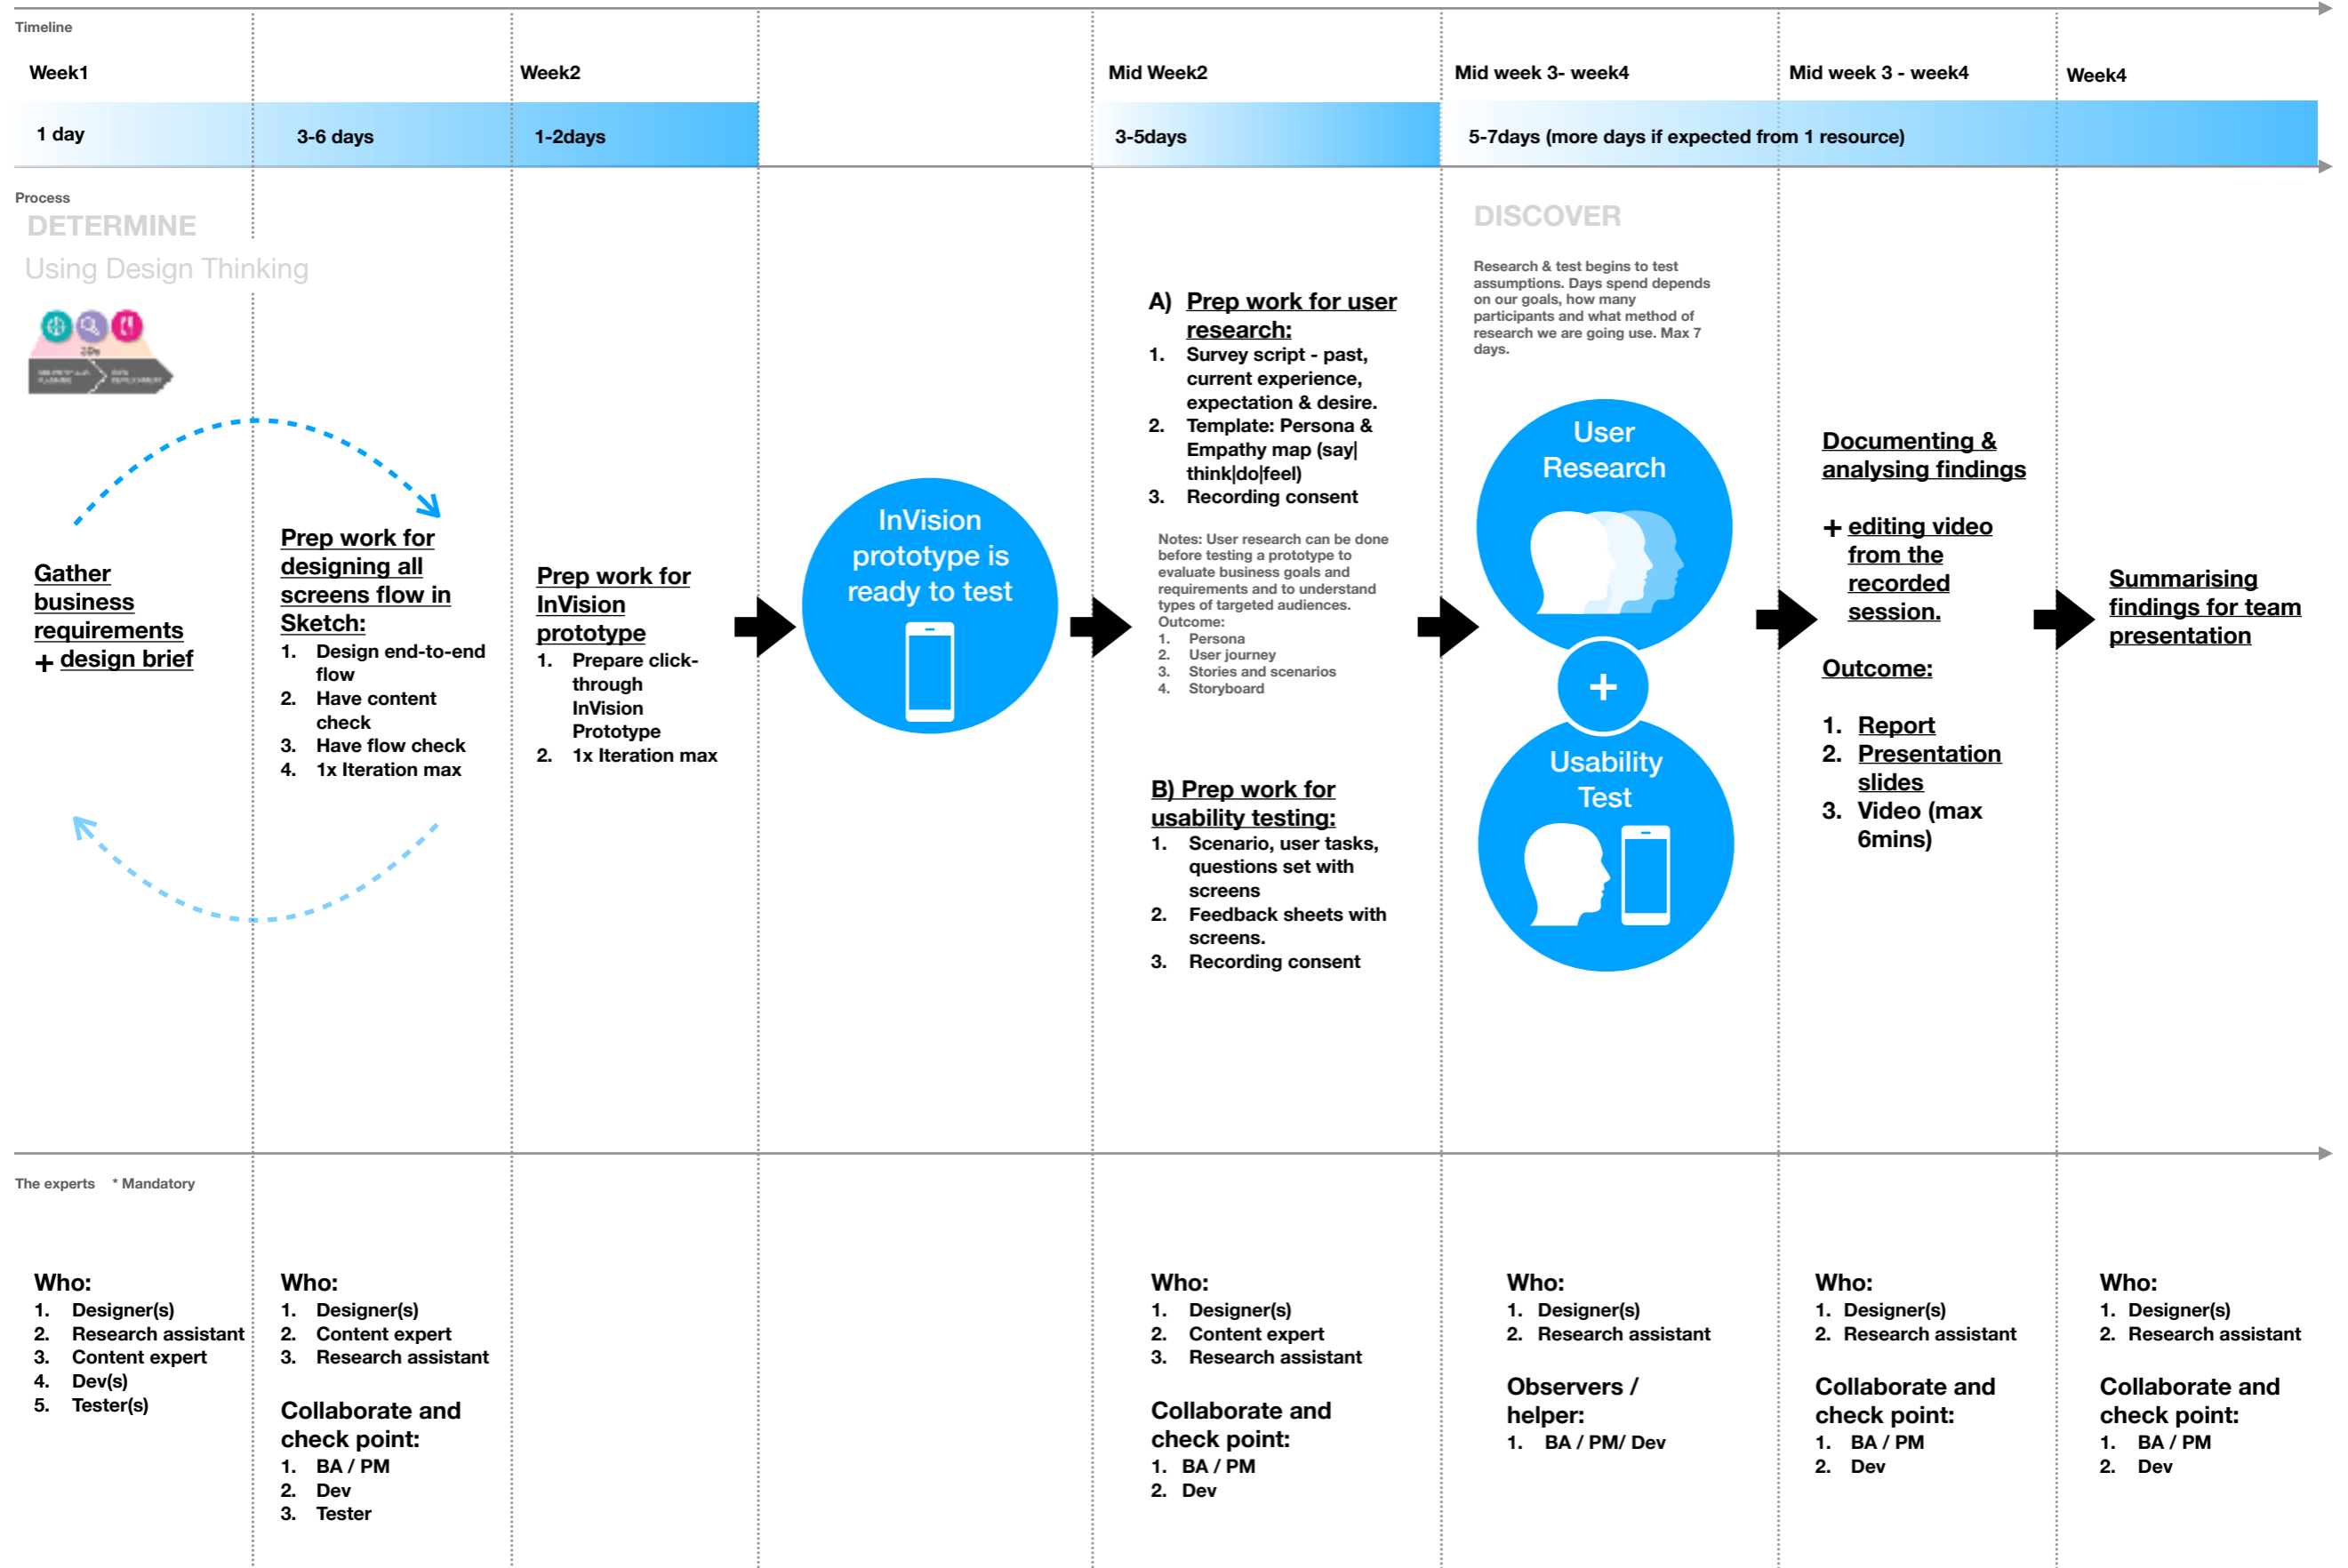 Timeline
Week1
Week2
Mid Week2
Mid week 3- week4
Mid week 3 - week4
Week4
1 day
3-6 days
1-2days
3-5days
5-7days (more days if expected from 1 resource)
Process
DETERMINE
Using Design Thinking
Gather
business
requirements
+ design brief
Prep work for
designing all
screens flow in
Sketch:
1. Design end-to-end
flow
2. Have content
check
3. Have flow check
4. 1x Iteration max
Prep work for
InVision
prototype
1. Prepare click-
through
InVision
Prototype
2. 1x Iteration max
InVision
prototype is
ready to test
A) Prep work for user
research:
1. Survey script - past,
current experience,
expectation & desire.
2. Template: Persona &
Empathy map (say|
think|do|feel)
3. Recording consent
Notes: User research can be done
before testing a prototype to
evaluate business goals and
requirements and to understand
types of targeted audiences.
Outcome:
1. Persona
2. User journey
3. Stories and scenarios
4. Storyboard
B) Prep work for
usability testing:
1. Scenario, user tasks,
questions set with
screens
2. Feedback sheets with
screens.
3. Recording consent
DISCOVER
Research & test begins to test
assumptions. Days spend depends
on our goals, how many
participants and what method of
research we are going use. Max 7
days.
User
Research
+
Usability
Test
Documenting &
analysing findings
+ editing video
from the
recorded
session.
Outcome:
1. Report
2. Presentation
slides
3. Video (max
6mins)
Summarising
findings for team
presentation
The experts * Mandatory
Who:
1. Designer(s)
2. Research assistant
3. Content expert
4. Dev(s)
5. Tester(s)
Who:
1. Designer(s)
2. Content expert
3. Research assistant
Collaborate and
check point:
1. BA / PM
2. Dev
3. Tester
Who:
1. Designer(s)
2. Content expert
3. Research assistant
Collaborate and
check point:
1. BA / PM
2. Dev
Who:
1. Designer(s)
2. Research assistant
Observers /
helper:
1. BA / PM/ Dev
Who:
1. Designer(s)
2. Research assistant
Collaborate and
check point:
1. BA / PM
2. Dev
Who:
1. Designer(s)
2. Research assistant
Collaborate and
check point:
1. BA / PM
2. Dev